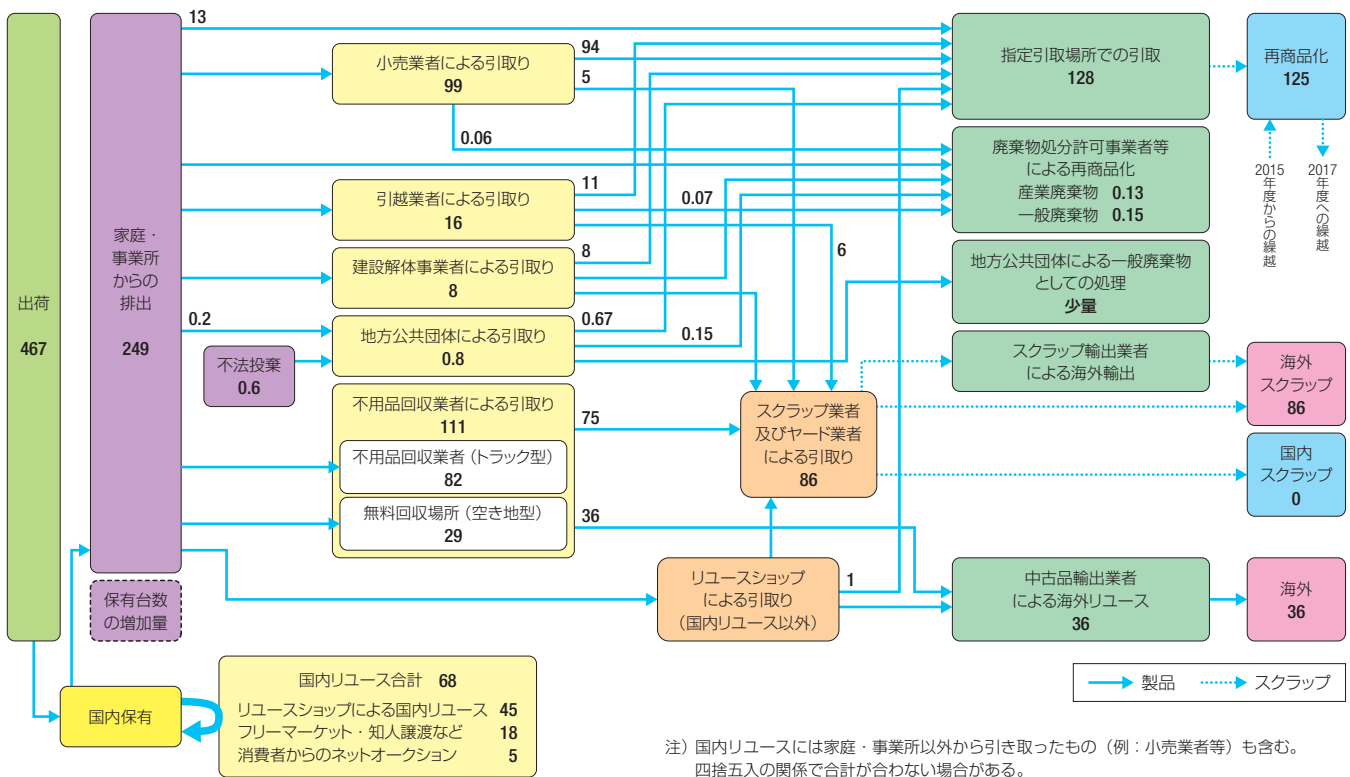 出荷
467
家庭・
事業所
からの
排出
249
保有台数
の増加量
国内保有
不法投棄
0.6
13
0.2
小売業者による引取り
99
94
5
0.06
引越業者による引取り
16
11
0.07
6
建設解体事業者による引取り
8
8
地方公共団体による引取り
0.8
0.67
0.15
不用品回収業者による引取り
111
不用品回収業者（トラック型）
82
無料回収場所（空き地型）
29
75
36
スクラップ業者
及びヤード業者
による引取り
86
リユースショップ
による引取り
（国内リユース以外）
1
指定引取場所での引取
128
廃棄物処分許可事業者等
による再商品化
産業廃棄物 0.13
一般廃棄物 0.15
地方公共団体による一般廃棄物
としての処理
少量
スクラップ輸出業者
による海外輸出
中古品輸出業者
による海外リユース
36
再商品化
125
2015年度からの繰越
2017年度への繰越
海外
スクラップ
86
国内
スクラップ
0
海外
36
国内リユース合計 68
リユースショップによる国内リユース 45
フリーマーケット・知人譲渡など 18
消費者からのネットオークション 5
製品 スクラップ
注）国内リユースには家庭・事業所以外から引き取ったもの（例：小売業者等）も含む。
四捨五入の関係で合計が合わない場合がある。